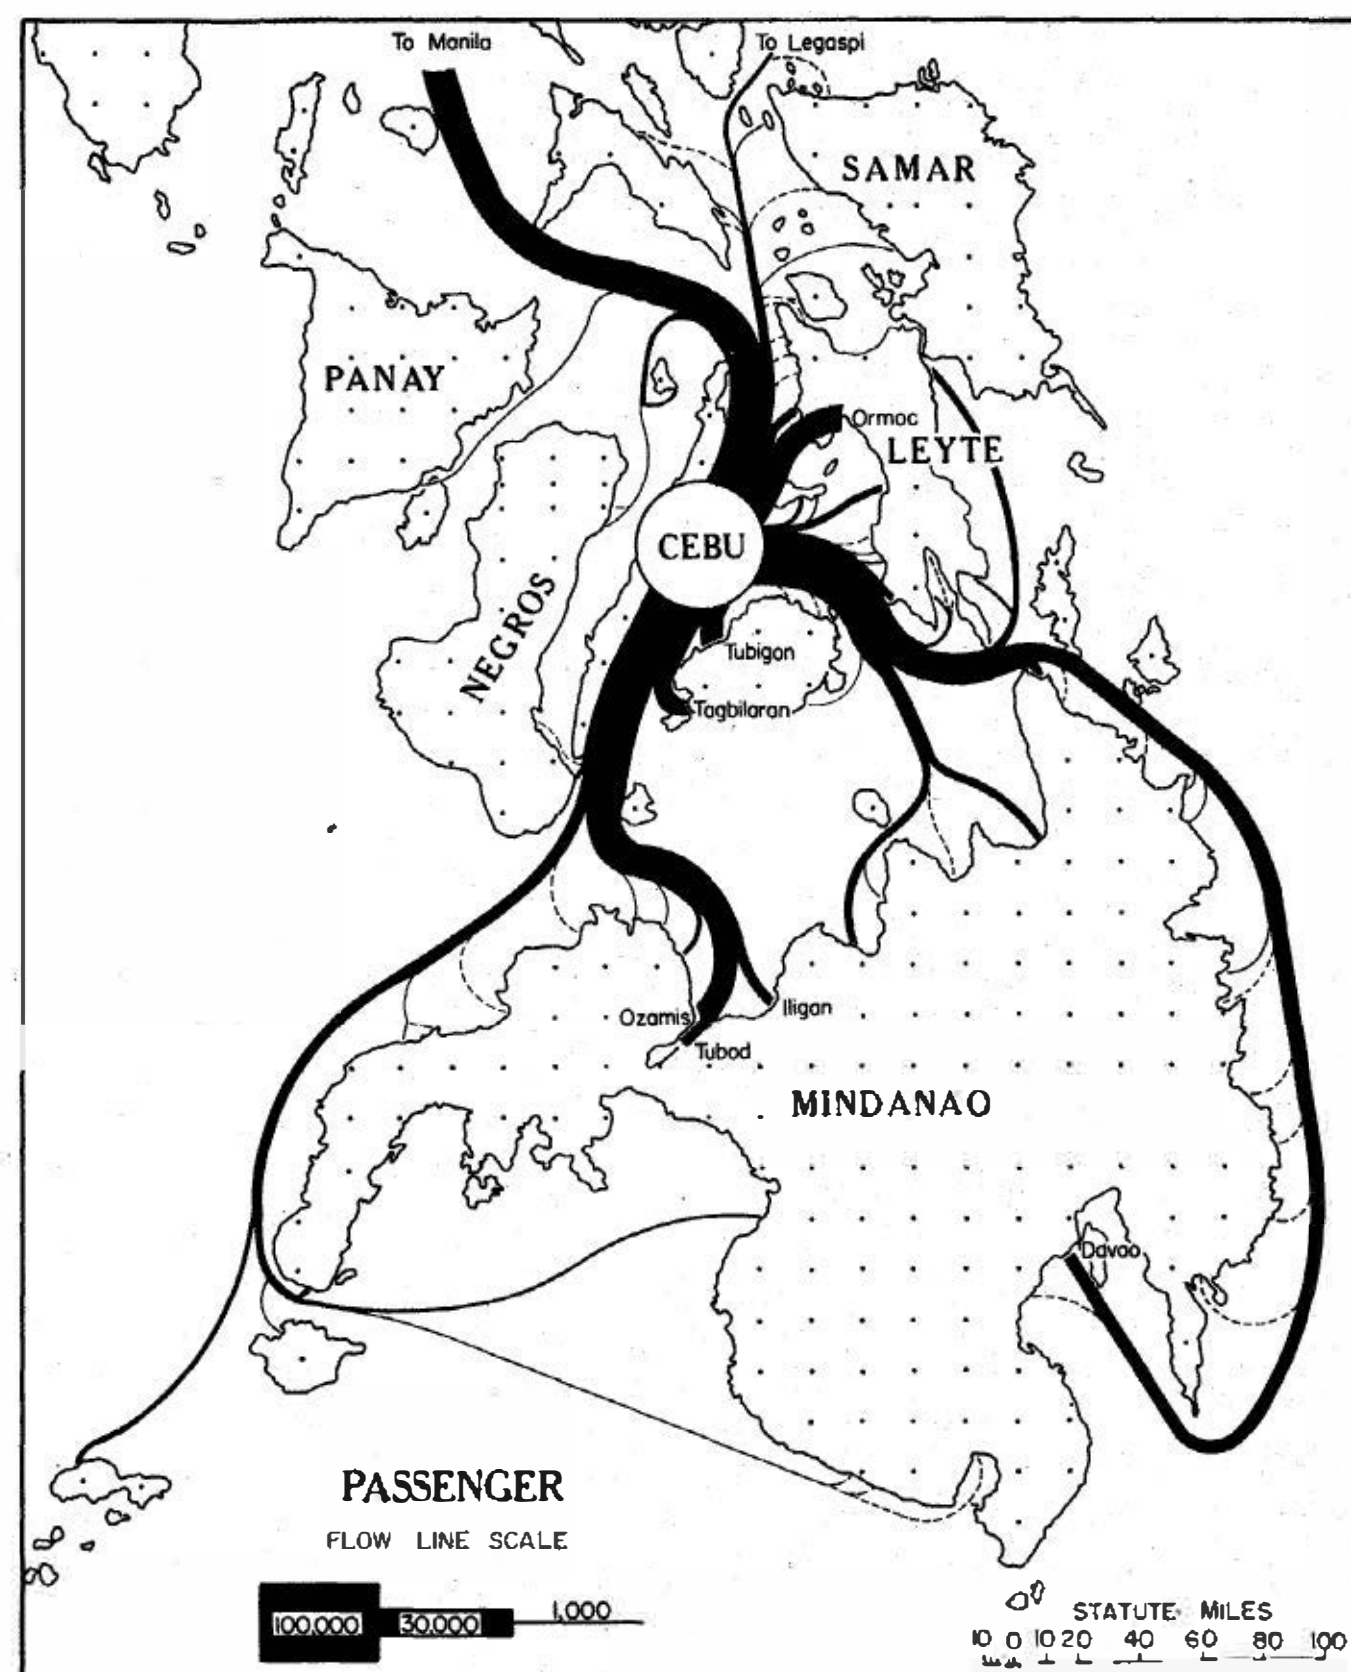 To Manila
To Legaspi
SAMAR
PANAY
Ormoc
LEYTE
CEBU
NEGROS
Tubigon
Tagbilaran
Ozamis
Iligan
Tubod
MINDANAO
Davao
PASSENGER
FLOW LINE SCALE
100,000 30,000 1,000
STATUTE MILES
10 0 10 20 40 60 80 100